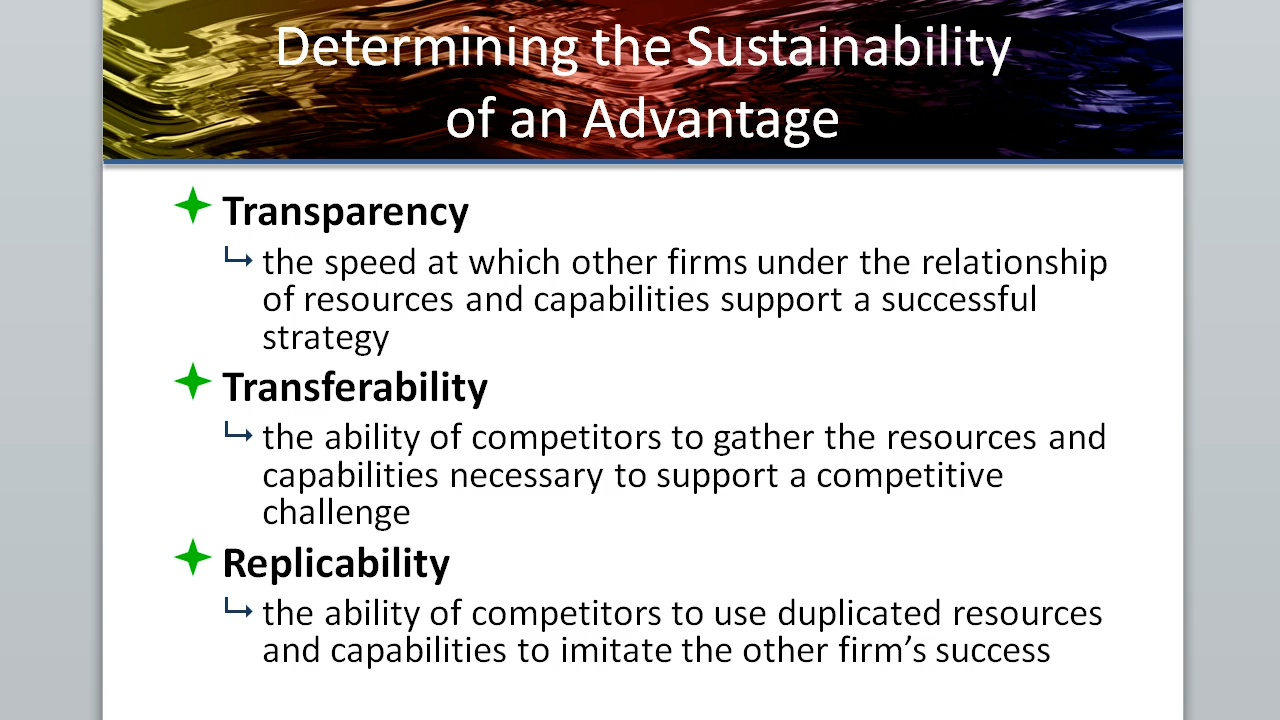 Determining the Sustainability
of an Advantage
Transparency
the speed at which other firms under the relationship
of resources and capabilities support a successful
strategy
Transferability
the ability of competitors to gather the resources and
capabilities necessary to support a competitive
challenge
Replicability
the ability of competitors to use duplicated resources
and capabilities to imitate the other firm’s success